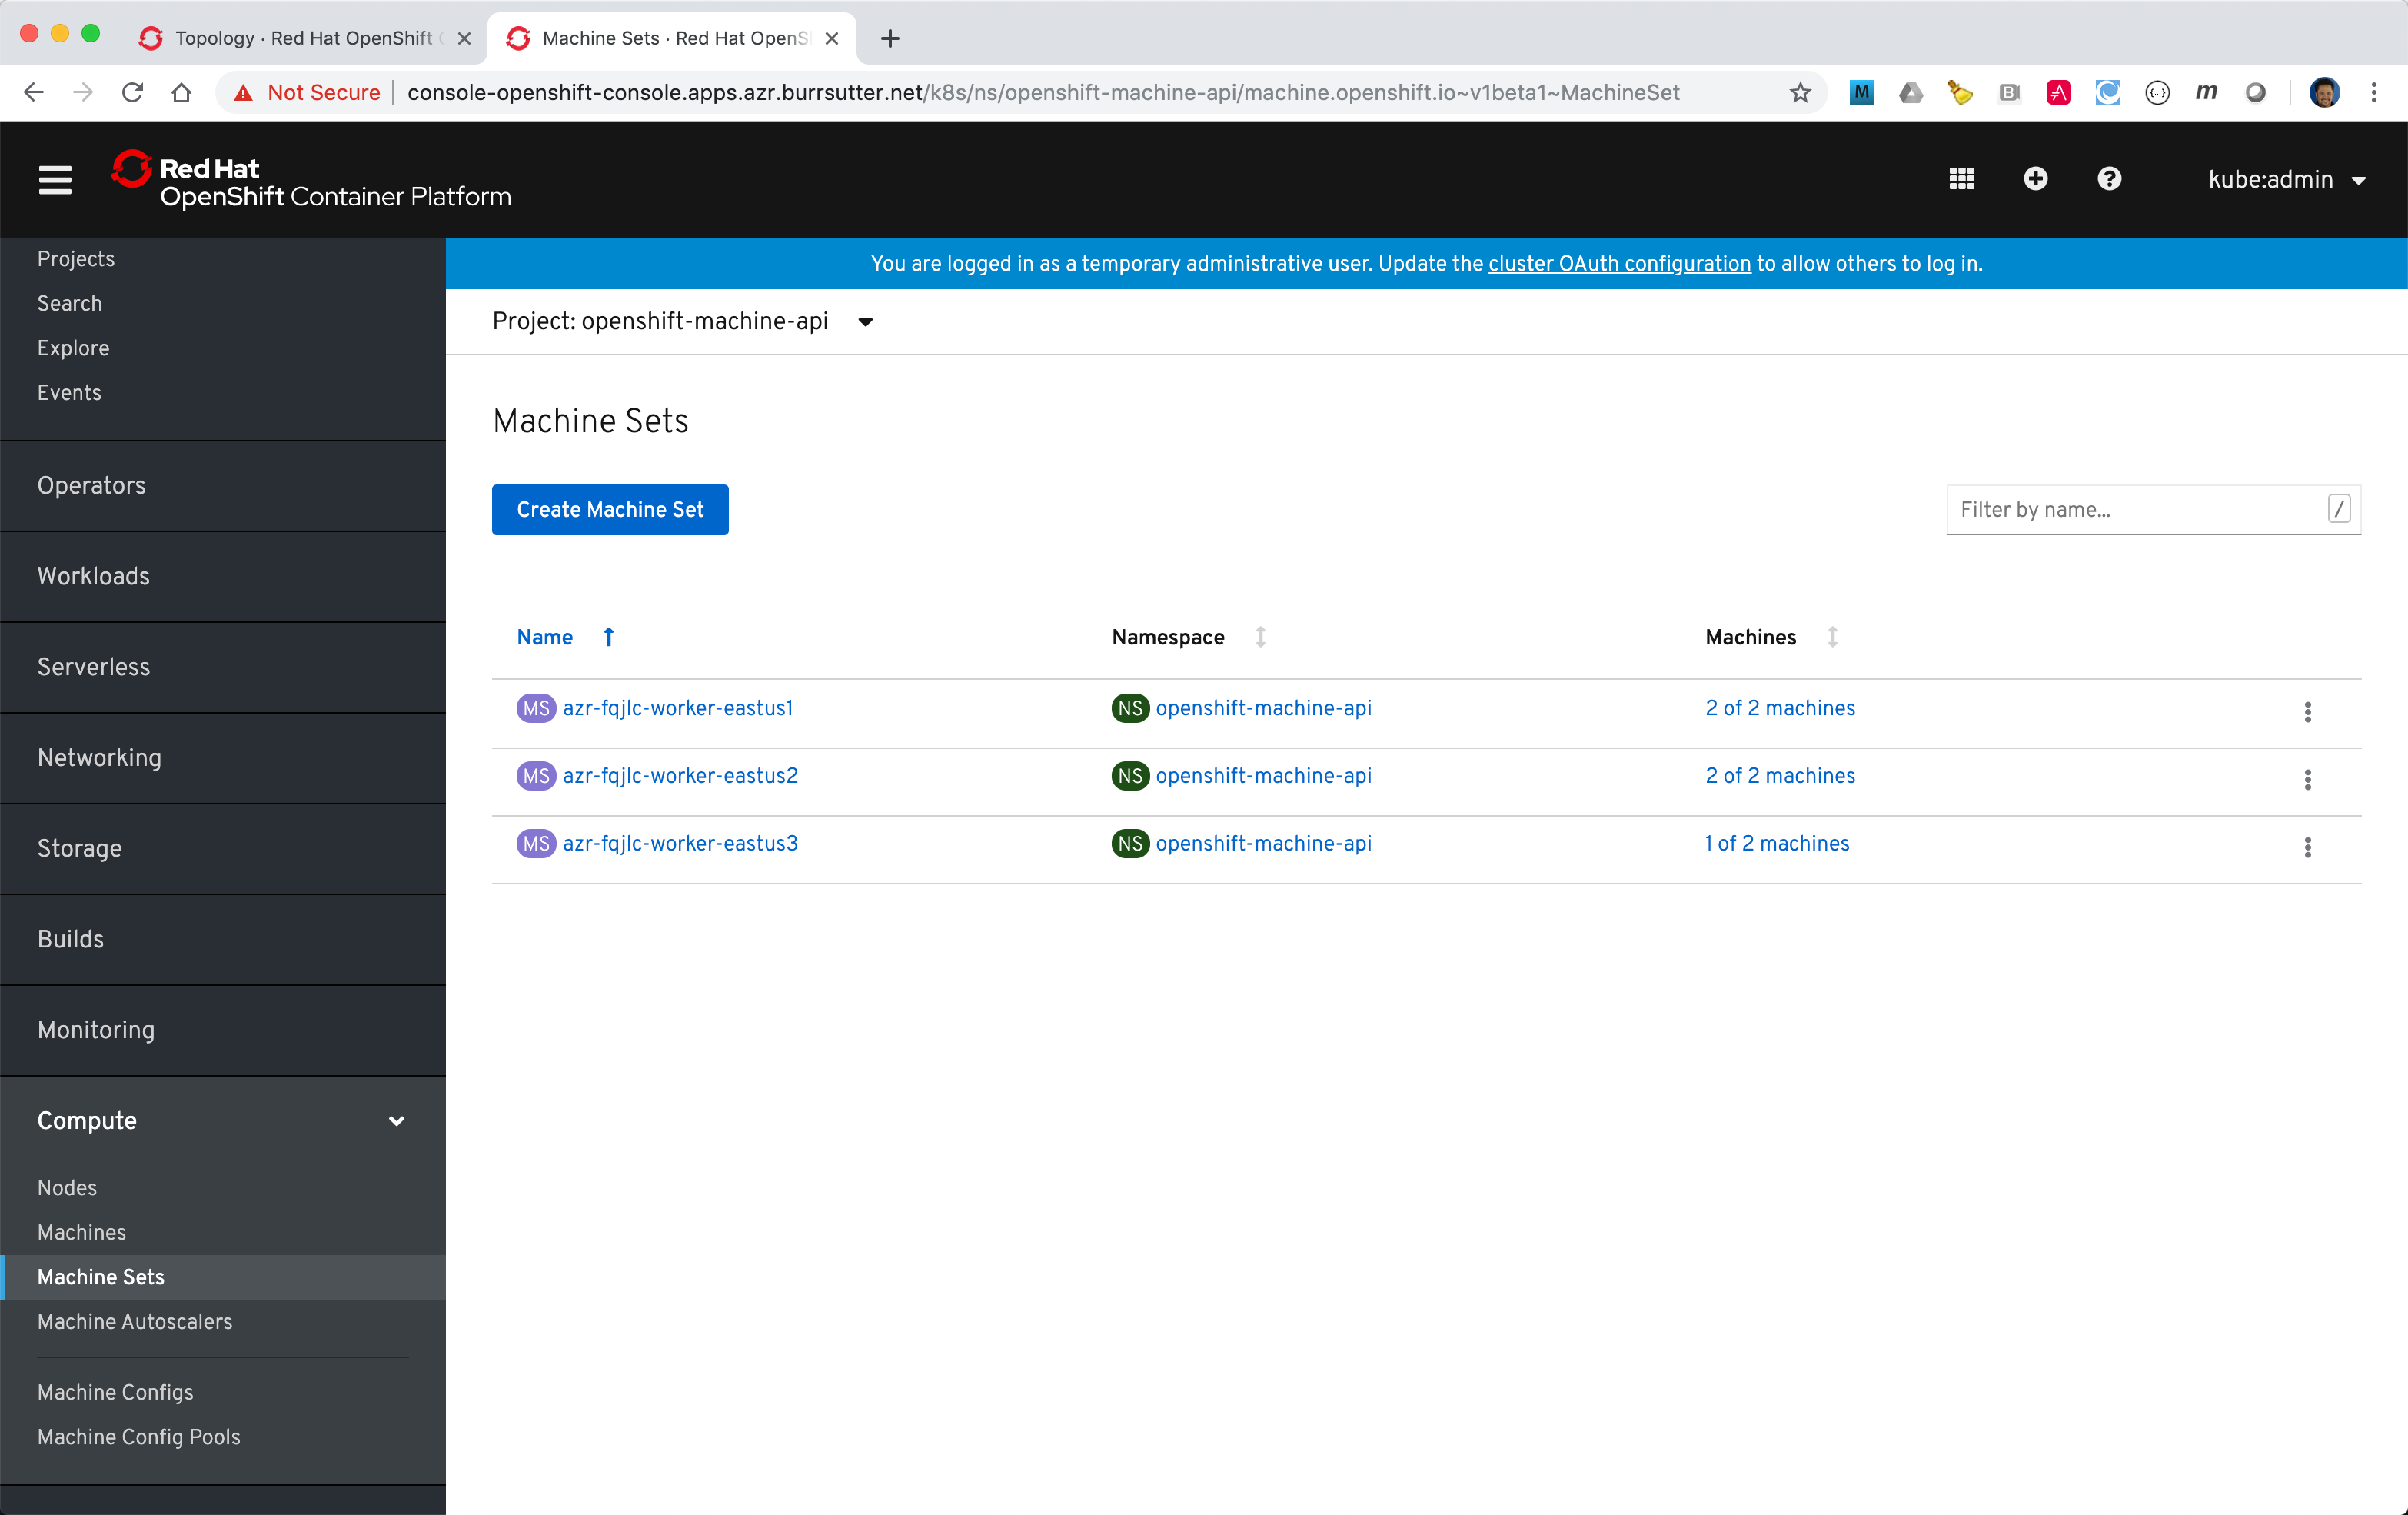 Topology · Red Hat OpenShift
Machine Sets · Red Hat OpenS
Not Secure
console-openshift-console.apps.azr.burrsutter.net/k8s/ns/openshift-machine-api/machine.openshift.io~v1beta1~MachineSet
M
m
Red Hat
OpenShift Container Platform
kube:admin
Projects
Search
Explore
Events
Operators
Workloads
Serverless
Networking
Storage
Builds
Monitoring
Compute
Nodes
Machines
Machine Sets
Machine Autoscalers
Machine Configs
Machine Config Pools
You are logged in as a temporary administrative user. Update the cluster OAuth configuration to allow others to log in.
Project: openshift-machine-api
Machine Sets
Create Machine Set
Filter by name...
/
Name Namespace Machines
MS azr-fqjlc-worker-eastus1 NS openshift-machine-api 2 of 2 machines
MS azr-fqjlc-worker-eastus2 NS openshift-machine-api 2 of 2 machines
MS azr-fqjlc-worker-eastus3 NS openshift-machine-api 1 of 2 machines